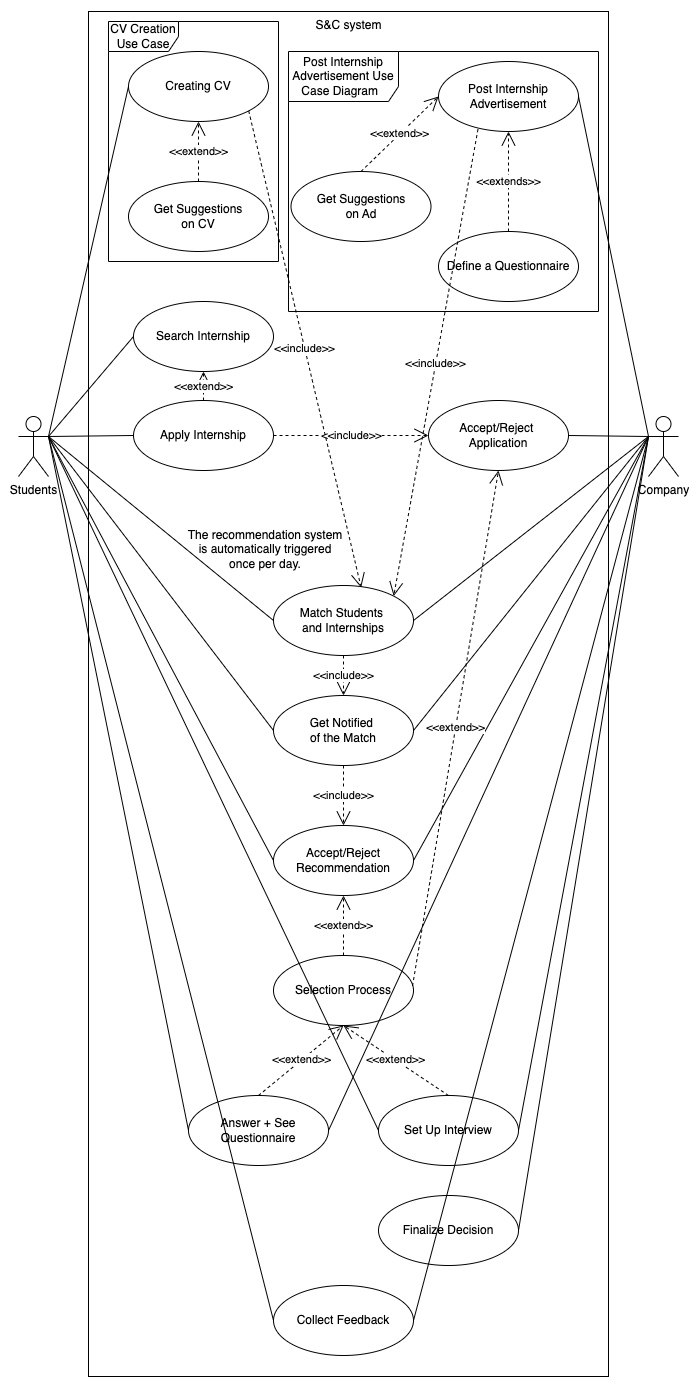 S&C system
CV Creation
Use Case
Creating CV
<<extend>>
Get Suggestions
on CV
Post Internship
Advertisement Use
Case Diagram
Post Internship
Advertisement
<<extend>>
<<extends>>
Get Suggestions
on Ad
Define a Questionnaire
Search Internship
<<include>>
<<include>>
<<extend>>
Apply Internship
<<include>>
Accept/Reject
Application
Students
Company
The recommendation system
is automatically triggered
once per day.
Match Students
and Internships
<<include>>
Get Notified
of the Match
<<extend>>
<<include>>
Accept/Reject
Recommendation
<<extend>>
Selection Process
<<extend>>
<<extend>>
Answer + See
Questionnaire
Set Up Interview
Finalize Decision
Collect Feedback